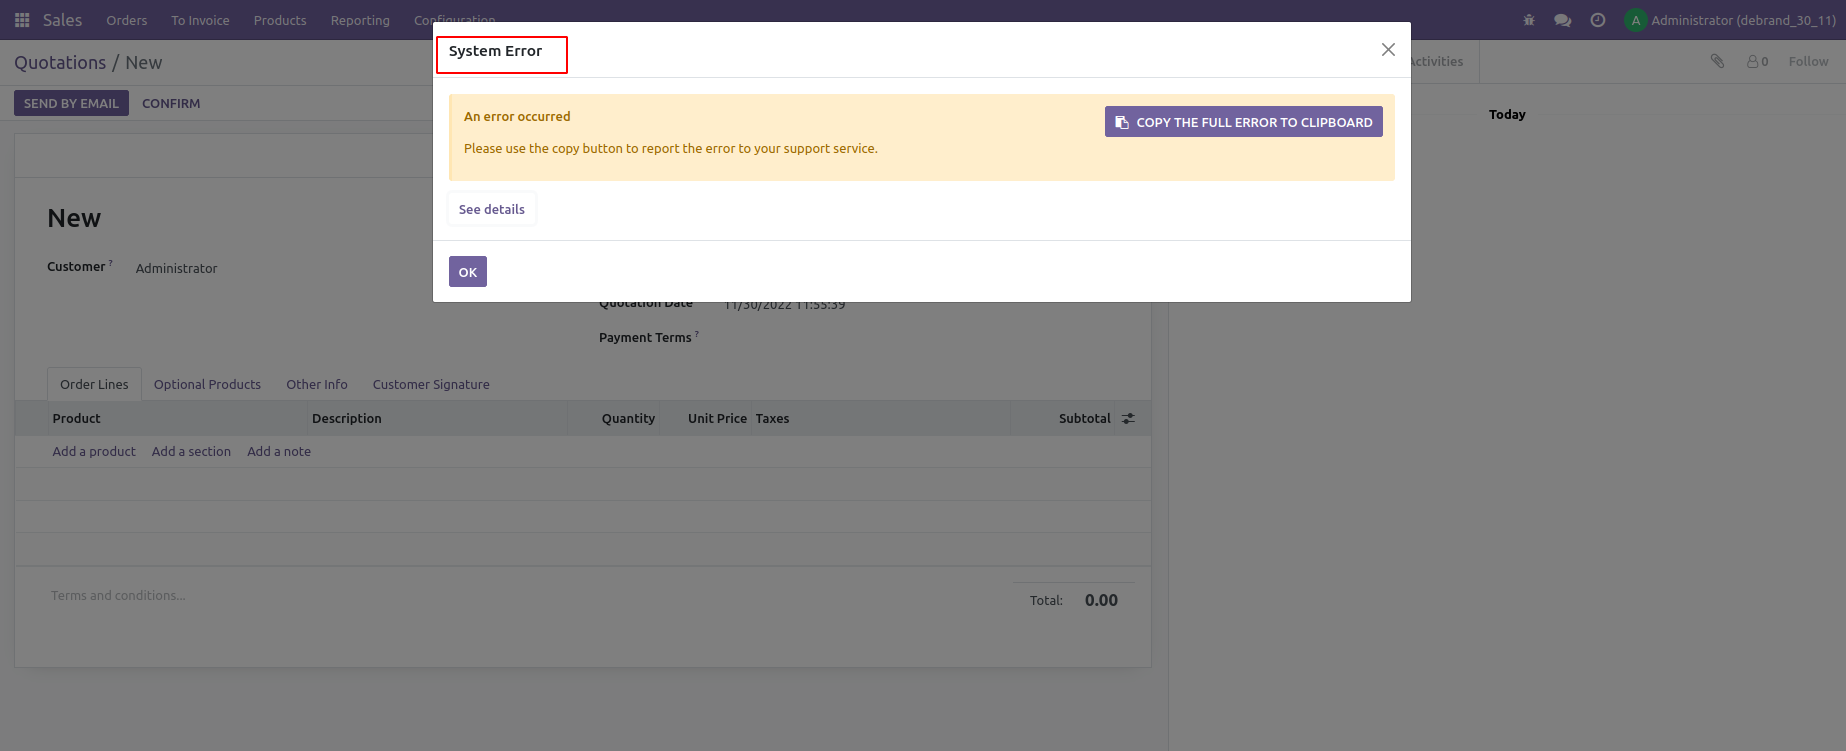 Sales Orders To Invoice Products Reporting Configuration A Administrator (debrand_30_11)
Quotations / New
Activities 0 Follow
SEND BY EMAIL CONFIRM
System Error
An error occurred
COPY THE FULL ERROR TO CLIPBOARD
Please use the copy button to report the error to your support service.
See details
OK
Today
New
Customer ? Administrator
Quotation Date 11/30/2022 11:55:39
Payment Terms ?
Order Lines Optional Products Other Info Customer Signature
Product Description Quantity Unit Price Taxes Subtotal
Add a product Add a section Add a note
Terms and conditions...
Total: 0.00